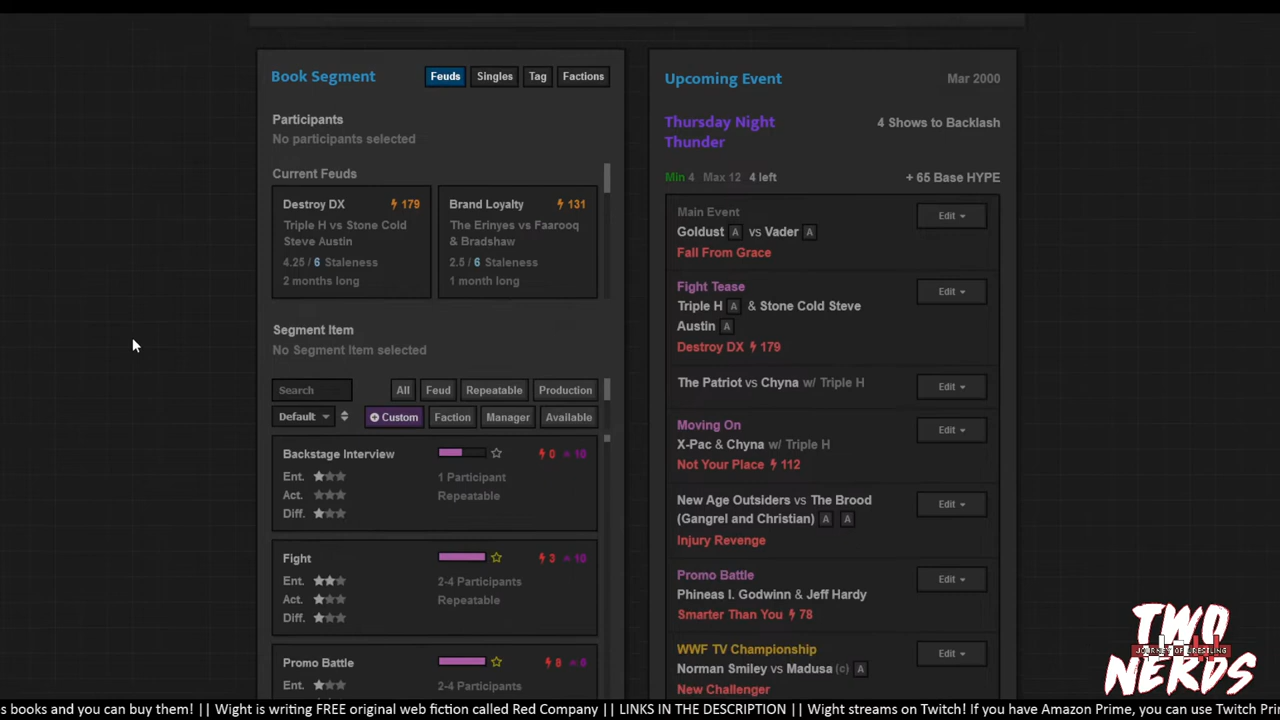 Book Segment
Feuds
Singles
Tag
Factions
Participants
No participants selected
Current Feuds
Destroy DX 179
Triple H vs Stone Cold
Steve Austin
4.25 / 6 Staleness
2 months long
Brand Loyalty 131
The Erinyes vs Faarooq
& Bradshaw
2.5 / 6 Staleness
1 month long
Segment Item
No Segment Item selected
Search
All
Feud
Repeatable
Production
Default
Custom
Faction
Manager
Available
Backstage Interview 0 10
Ent. 1 Participant
Act. Repeatable
Diff.
Fight 3 10
Ent. 2-4 Participants
Act. Repeatable
Diff.
Promo Battle 8 0
Ent. 2-4 Participants
Upcoming Event Mar 2000
Thursday Night
Thunder
4 Shows to Backlash
Min 4 Max 12 4 left + 65 Base HYPE
Main Event
Goldust A vs Vader A
Fall From Grace
Edit
Fight Tease
Triple H A & Stone Cold Steve
Austin A
Destroy DX 179
Edit
The Patriot vs Chyna w/ Triple H
Edit
Moving On
X-Pac & Chyna w/ Triple H
Not Your Place 112
Edit
New Age Outsiders vs The Brood
(Gangrel and Christian) A A
Injury Revenge
Edit
Promo Battle
Phineas I. Godwinn & Jeff Hardy
Smarter Than You 78
Edit
WWF TV Championship
Norman Smiley vs Madusa (c) A
New Challenger
Edit
TWO
JOURNEY OF WRESTLING
NERDS
s books and you can buy them! || Wight is writing FREE original web fiction called Red Company || LINKS IN THE DESCRIPTION || Wight streams on Twitch! If you have Amazon Prime, you can use Twitch Prin